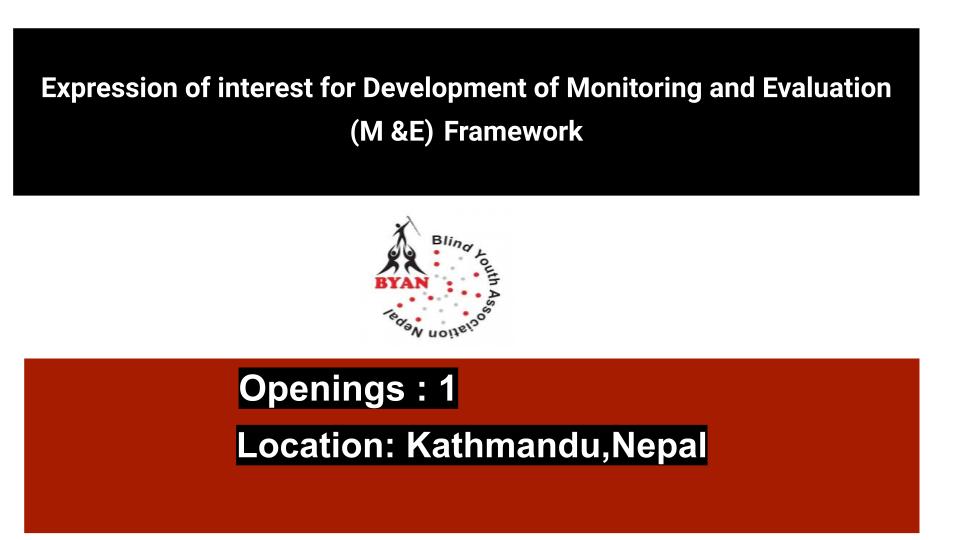 Expression of interest for Development of Monitoring and Evaluation
(M &E) Framework
BYAN
Blind Youth Association Nepal
Openings : 1
Location: Kathmandu,Nepal